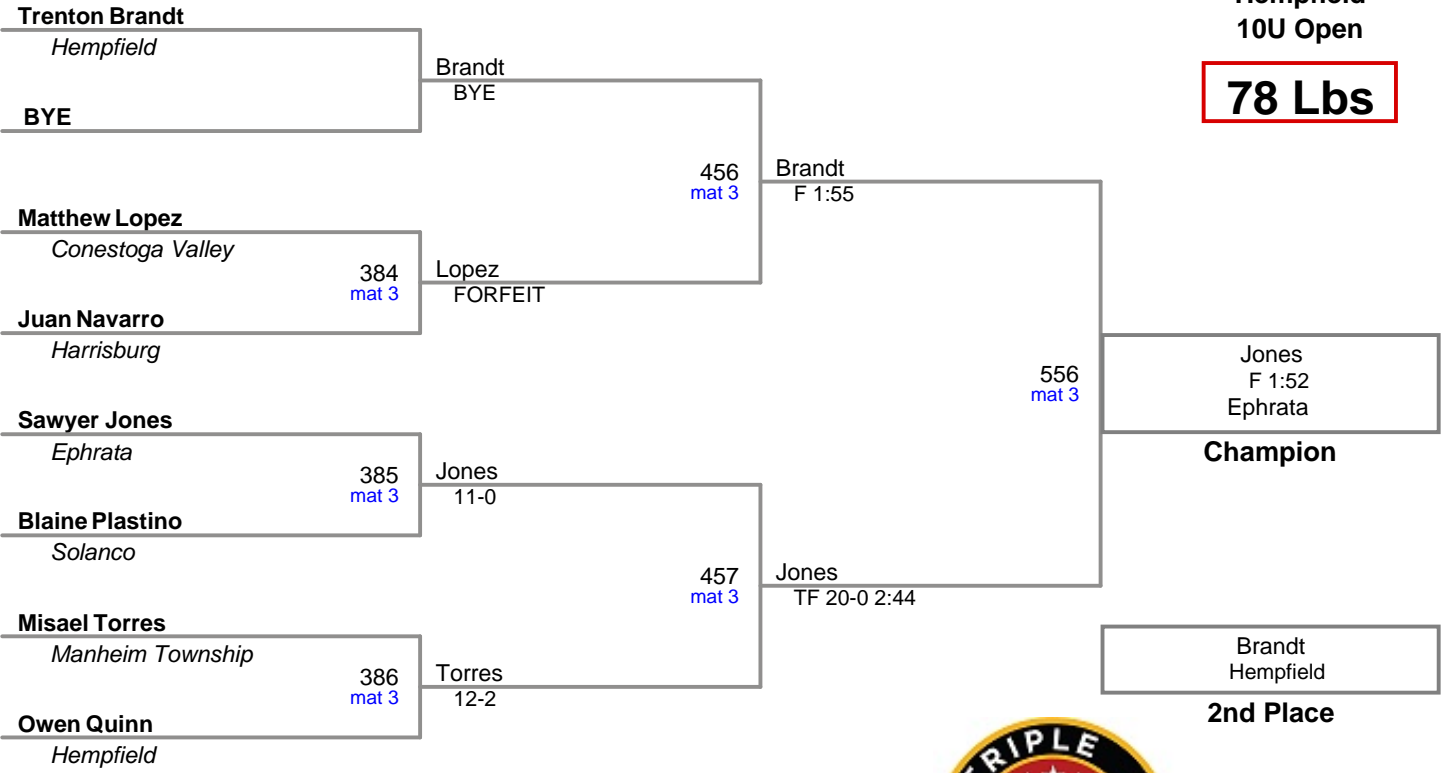 Hempfield
10U Open
78 Lbs
Trenton Brandt
Hempfield
BYE
Brandt
BYE
Matthew Lopez
Conestoga Valley
384
mat 3
Juan Navarro
Harrisburg
Lopez
FORFEIT
456
mat 3
Brandt
F 1:55
Sawyer Jones
Ephrata
385
mat 3
Blaine Plastino
Solanco
Jones
11-0
Misael Torres
Manheim Township
386
mat 3
Owen Quinn
Hempfield
Torres
12-2
457
mat 3
Jones
TF 20-0 2:44
556
mat 3
Jones
F 1:52
Ephrata
Champion
Brandt
Hempfield
2nd Place
TRIPLE